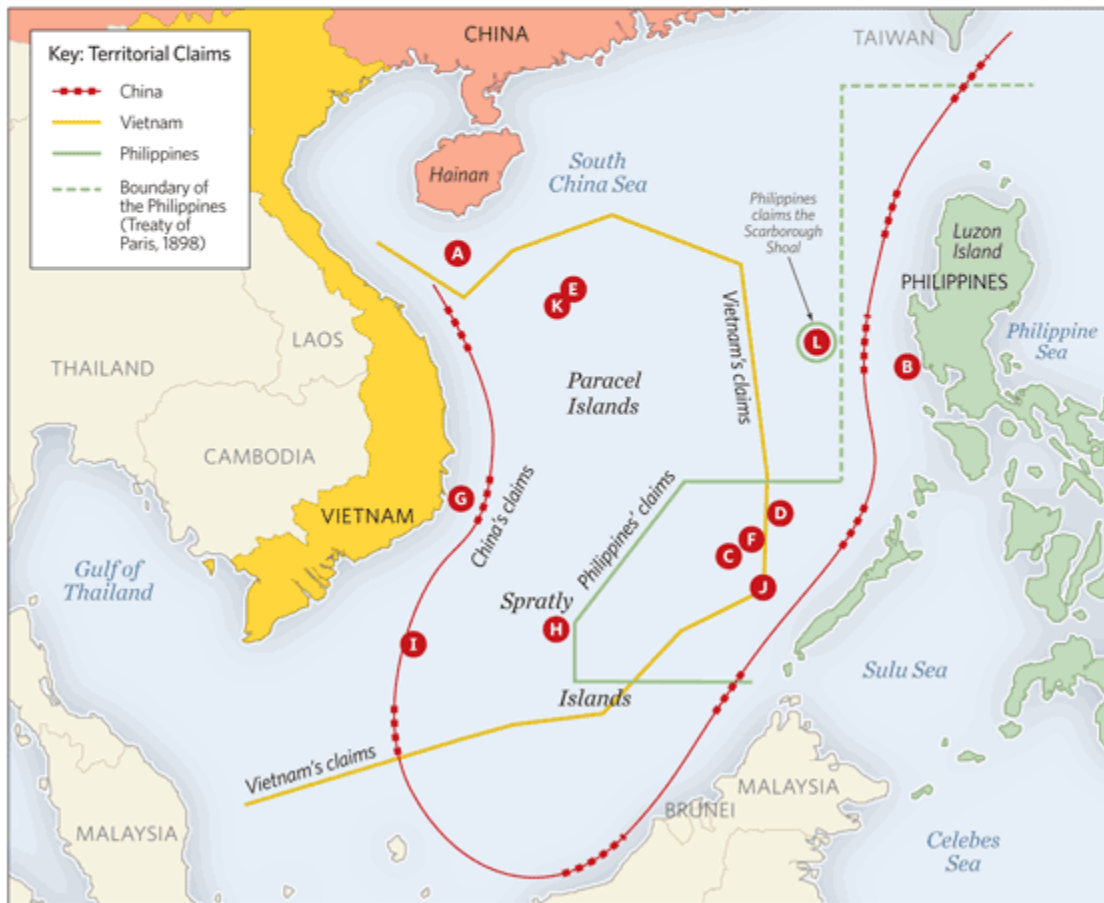 Key: Territorial Claims
China
Vietnam
Philippines
Boundary of
the Philippines
(Treaty of
Paris, 1898)
CHINA
TAIWAN
Hainan
South
China Sea
Philippines
claims the
Scarborough
Shoal
Luzon
Island
PHILIPPINES
A
E
K
L
B
Vietnam's claims
Philippine
Sea
LAOS
THAILAND
Paracel
Islands
CAMBODIA
G
VIETNAM
China's claims
Philippines' claims
D
F
C
J
Gulf of
Thailand
Spratly
H
I
Islands
Sulu Sea
Vietnam's claims
MALAYSIA
BRUNEI
MALAYSIA
Celebes
Sea